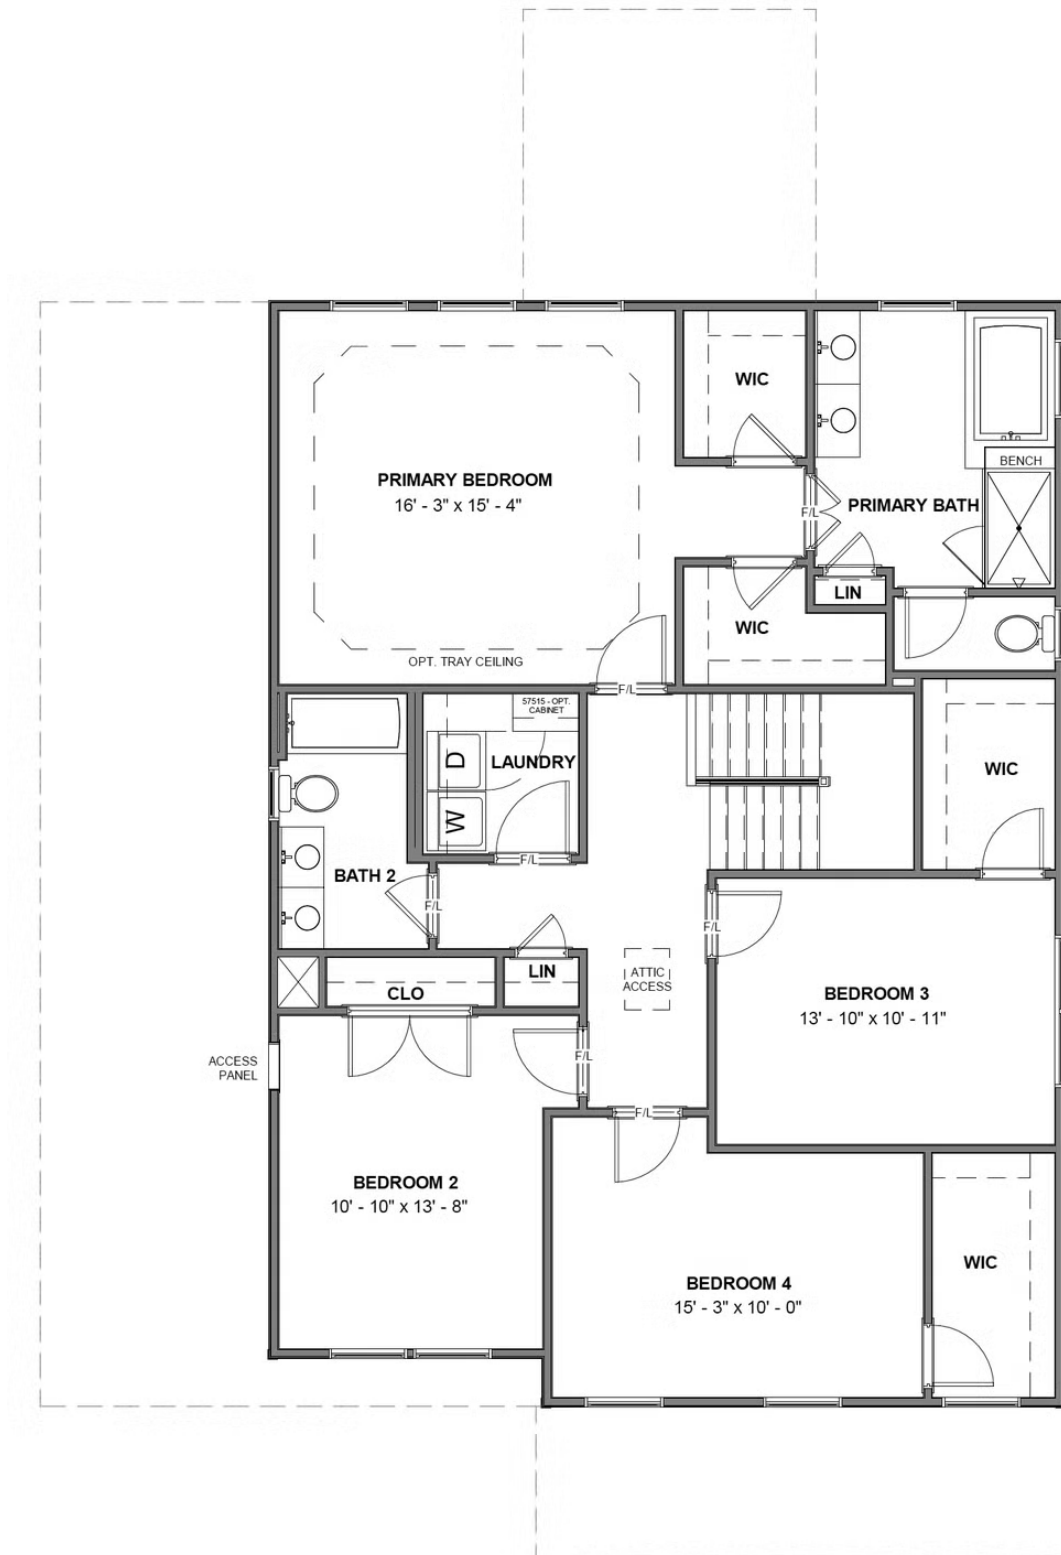 WIC
BENCH
PRIMARY BEDROOM
16' - 3" x 15' - 4"
PRIMARY BATH
F/L
LIN
WIC
OPT. TRAY CEILING
F/L
57515 - OPT.
CABINET
D
LAUNDRY
WIC
W
F/L
BATH 2
F/L
F/L
LIN
ATTIC
ACCESS
CLO
BEDROOM 3
13' - 10" x 10' - 11"
F/L
ACCESS
PANEL
F/L
BEDROOM 2
10' - 10" x 13' - 8"
WIC
BEDROOM 4
15' - 3" x 10' - 0"